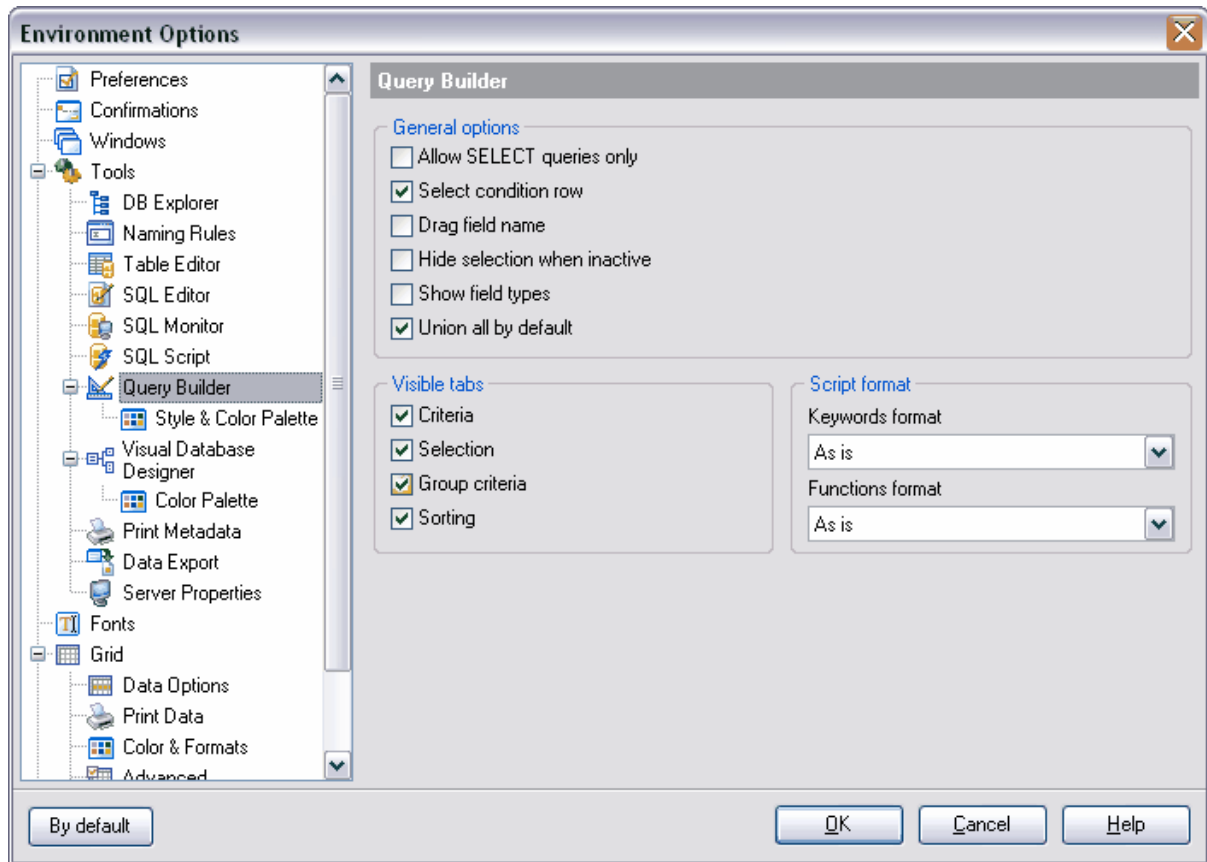 Environment Options
Preferences
Confirmations
Windows
Tools
DB Explorer
Naming Rules
Table Editor
SQL Editor
SQL Monitor
SQL Script
Query Builder
Style & Color Palette
Visual Database
Designer
Color Palette
Print Metadata
Data Export
Server Properties
Fonts
Grid
Data Options
Print Data
Color & Formats
Advanced
Query Builder
General options
Allow SELECT queries only
Select condition row
Drag field name
Hide selection when inactive
Show field types
Union all by default
Visible tabs
Criteria
Selection
Group criteria
Sorting
Script format
Keywords format
As is
Functions format
As is
By default
OK
Cancel
Help